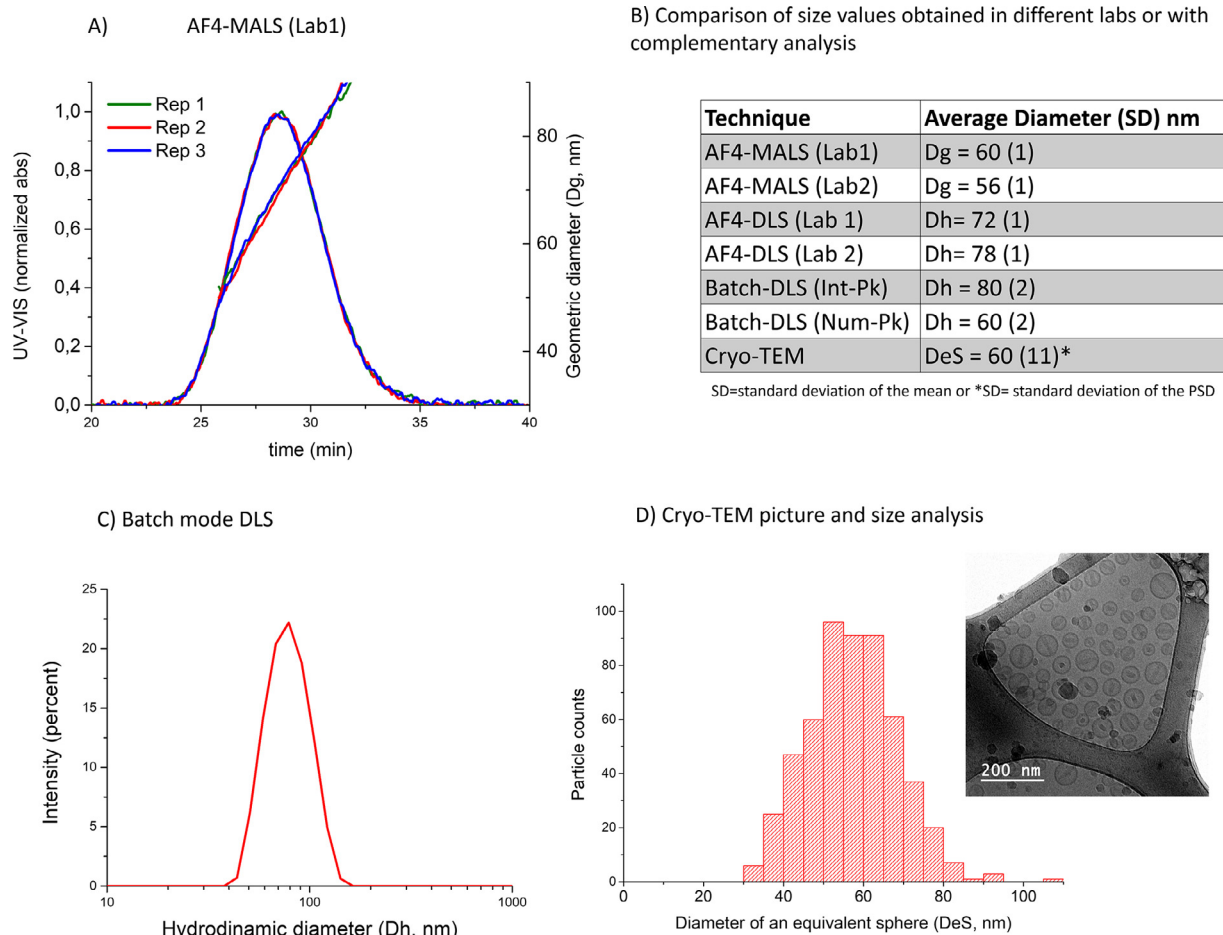 A) AF4-MALS (Lab1)
1,0
0,8
0,6
0,4
0,2
0,0
UV-VIS (normalized abs)
Rep 1
Rep 2
Rep 3
80
60
40
Geometric diameter (Dg, nm)
20 25 30 35 40
time (min)
B) Comparison of size values obtained in different labs or with
complementary analysis
Technique Average Diameter (SD) nm
AF4-MALS (Lab1) Dg = 60 (1)
AF4-MALS (Lab2) Dg = 56 (1)
AF4-DLS (Lab 1) Dh= 72 (1)
AF4-DLS (Lab 2) Dh= 78 (1)
Batch-DLS (Int-Pk) Dh = 80 (2)
Batch-DLS (Num-Pk) Dh = 60 (2)
Cryo-TEM DeS = 60 (11)*
SD=standard deviation of the mean or *SD= standard deviation of the PSD
C) Batch mode DLS
25
20
15
10
5
0
Intensity (percent)
10 100 1000
Hydrodinamic diameter (Dh, nm)
D) Cryo-TEM picture and size analysis
100
80
60
40
20
0
Particle counts
0 20 40 60 80 100
Diameter of an equivalent sphere (DeS, nm)
200 nm